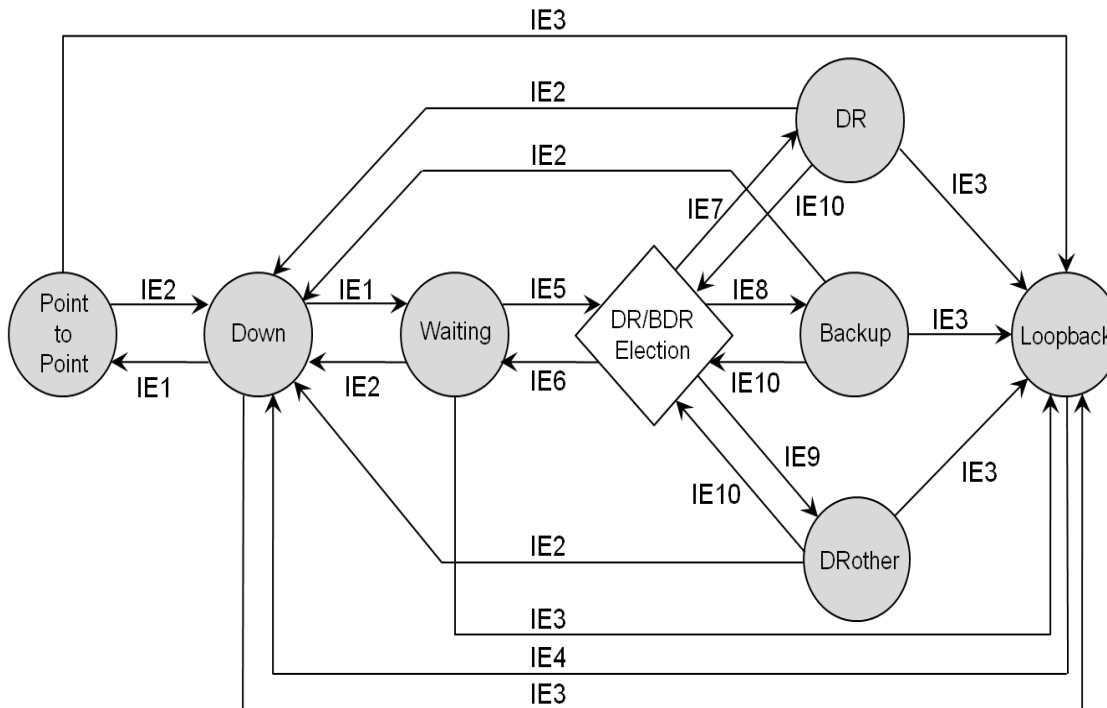 IE3
IE2
DR
IE2
IE3
IE7
IE10
Point
to
Point
IE2
Down
IE1
Waiting
IE5
DR/BDR
Election
IE8
Backup
IE3
Loopback
IE1
IE2
IE6
IE10
IE9
IE10
IE3
IE2
DRother
IE3
IE4
IE3